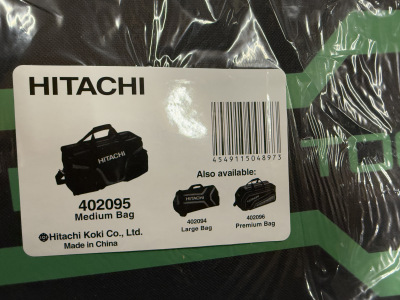 HITACHI
HITACHI
402095
Medium Bag
Hitachi Koki Co., Ltd.
Made in China
4549115048973
Also available:
HITACHI
402094
Large Bag
402096
Premium Bag